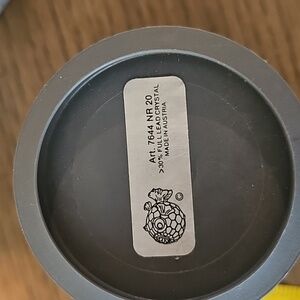 Art. 7644 NR 20
>30% FULL LEAD CRYSTAL
MADE IN AUSTRIA
©